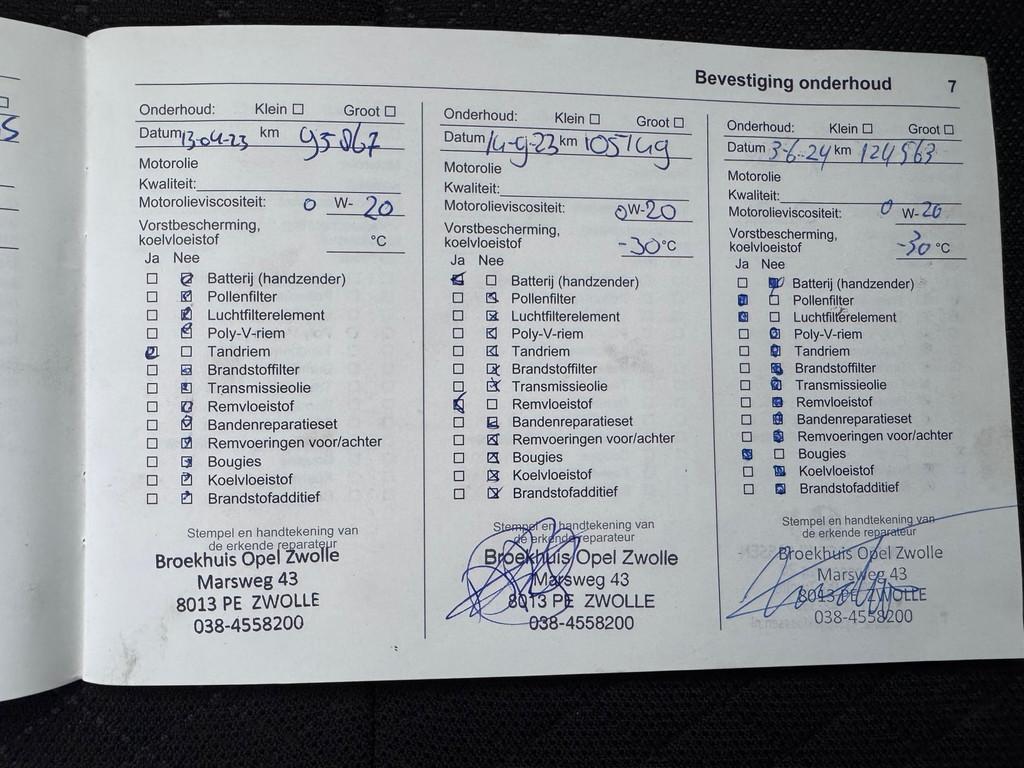 Bevestiging onderhoud 7
Onderhoud: Klein ☐ Groot ☐
Datum 13-04-23 km 95867
Motorolie
Kwaliteit:
Motorolieviscositeit: 0 W- 20
Vorstbescherming,
koelvloeistof °C
Ja Nee
Batterij (handzender)
Pollenfilter
Luchtfilterelement
Poly-V-riem
Tandriem
Brandstoffilter
Transmissieolie
Remvloeistof
Bandenreparatieset
Remvoeringen voor/achter
Bougies
Koelvloeistof
Brandstofadditief
Stempel en handtekening van
de erkende reparateur
Broekhuis Opel Zwolle
Marsweg 43
8013 PE ZWOLLE
038-4558200
Onderhoud: Klein ☐ Groot ☐
Datum 14-9-23 km 105749
Motorolie
Kwaliteit:
Motorolieviscositeit: 0 W- 20
Vorstbescherming,
koelvloeistof -30 °C
Ja Nee
Batterij (handzender)
Pollenfilter
Luchtfilterelement
Poly-V-riem
Tandriem
Brandstoffilter
Transmissieolie
Remvloeistof
Bandenreparatieset
Remvoeringen voor/achter
Bougies
Koelvloeistof
Brandstofadditief
Stempel en handtekening van
de erkende reparateur
Broekhuis Opel Zwolle
Marsweg 43
8013 PE ZWOLLE
038-4558200
Onderhoud: Klein ☐ Groot ☐
Datum 3-6-24 km 124563
Motorolie
Kwaliteit:
Motorolieviscositeit: 0 W- 20
Vorstbescherming,
koelvloeistof -30 °C
Ja Nee
Batterij (handzender)
Pollenfilter
Luchtfilterelement
Poly-V-riem
Tandriem
Brandstoffilter
Transmissieolie
Remvloeistof
Bandenreparatieset
Remvoeringen voor/achter
Bougies
Koelvloeistof
Brandstofadditief
Stempel en handtekening van
de erkende reparateur
Broekhuis Opel Zwolle
Marsweg 43
8013 PE ZWOLLE
038-4558200